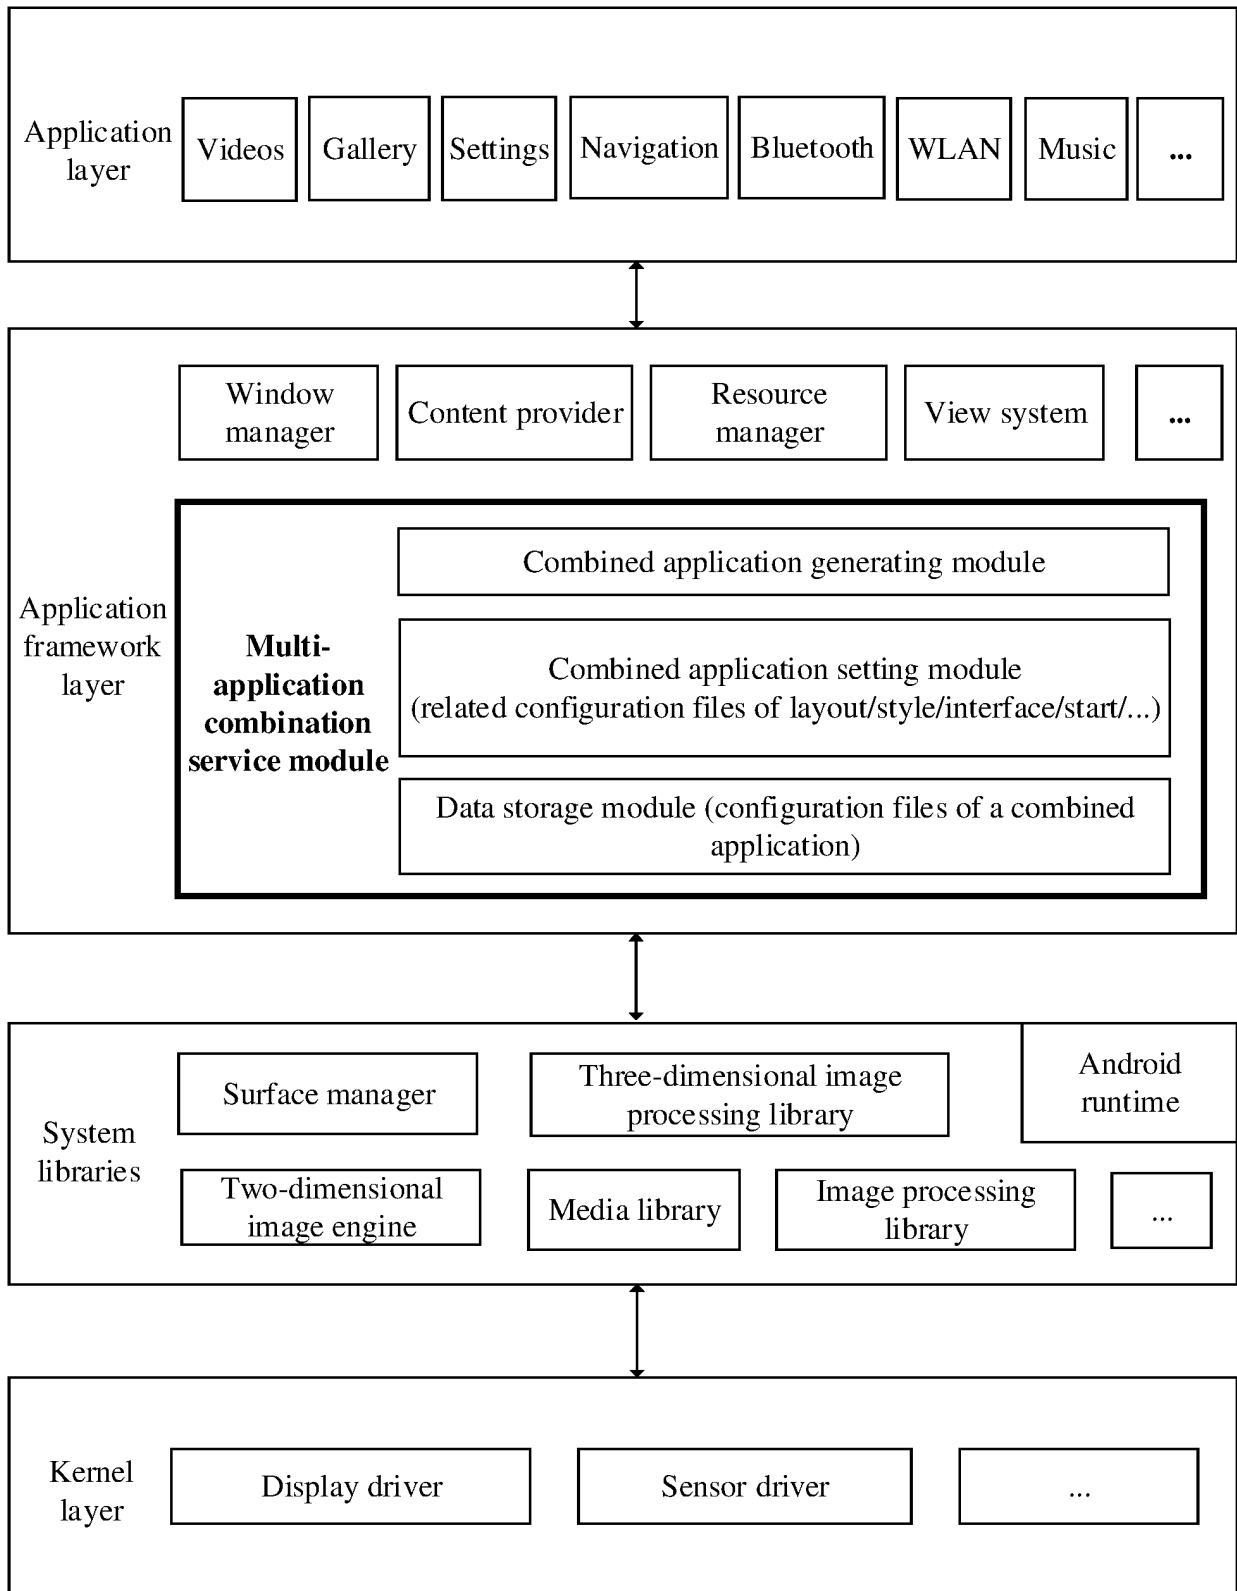 Application
layer
Videos
Gallery
Settings
Navigation
Bluetooth
WLAN
Music
...
Application
framework
layer
Window
manager
Content provider
Resource
manager
View system
...
Multi-
application
combination
service module
Combined application generating module
Combined application setting module
(related configuration files of layout/style/interface/start/...)
Data storage module (configuration files of a combined
application)
System
libraries
Surface manager
Three-dimensional image
processing library
Android
runtime
Two-dimensional
image engine
Media library
Image processing
library
...
Kernel
layer
Display driver
Sensor driver
...